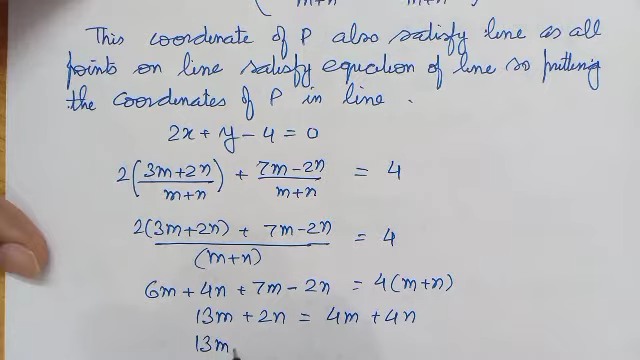 ( m+n m+n )
This coordinate of P also satisfy line as all
points on line satisfy equation of line so putting
the coordinates of P in line .
2x + y - 4 = 0
2(3m+2n/m+n) + 7m-2n/m+n = 4
2(3m+2n) + 7m-2n/(m+n) = 4
6m + 4n + 7m - 2n = 4(m+n)
13m + 2n = 4m + 4n
13m